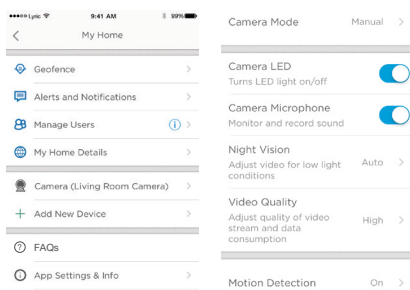 Lyric 9:41 AM 99%
My Home
Geofence
Alerts and Notifications
Manage Users
My Home Details
Camera (Living Room Camera)
Add New Device
FAQs
App Settings & Info
Camera Mode Manual
Camera LED
Turns LED light on/off
Camera Microphone
Monitor and record sound
Night Vision
Adjust video for low light Auto
conditions
Video Quality
Adjust quality of video
stream and data High
consumption
Motion Detection On